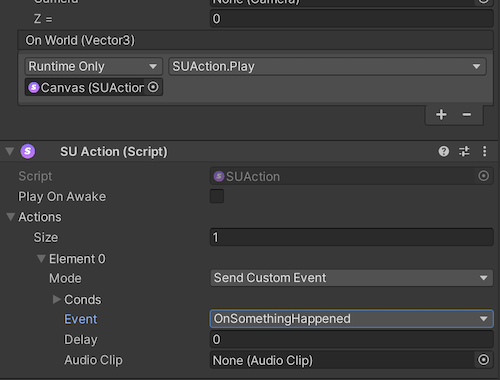 Camera None (Camera)
Z = 0
On World (Vector3)
Runtime Only SUAction.Play
Canvas (SUAction
+ −
SU Action (Script)
Script SUAction
Play On Awake
Actions
Size 1
Element 0
Mode Send Custom Event
Conds
Event OnSomethingHappened
Delay 0
Audio Clip None (Audio Clip)